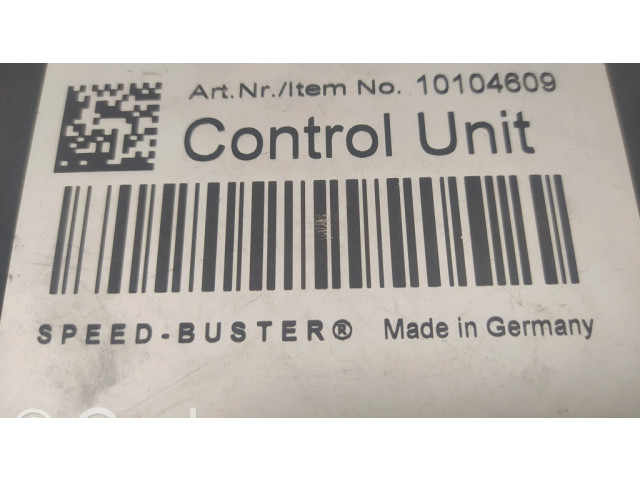 Art.Nr./Item No. 10104609
Control Unit
SPEED-BUSTER® Made in Germany